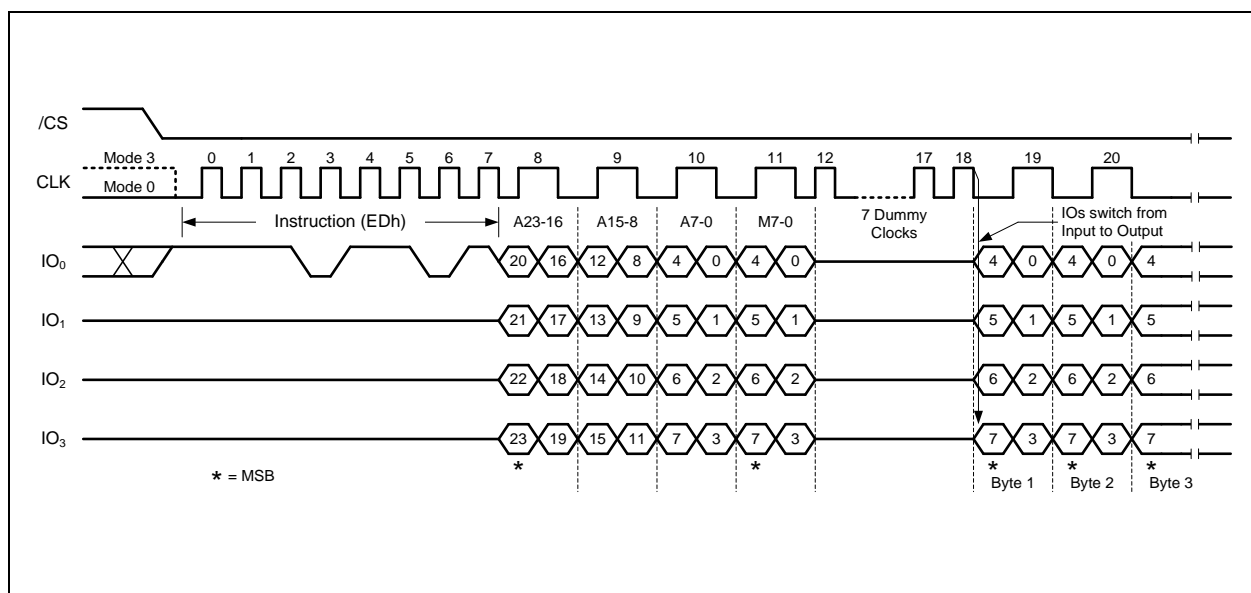 /CS
Mode 3
0 1 2 3 4 5 6 7 8 9 10 11 12 17 18 19 20
CLK
Mode 0
Instruction (EDh)
A23-16 A15-8 A7-0 M7-0
7 Dummy
Clocks
IOs switch from
Input to Output
IO₀
20 16 12 8 4 0 4 0 4 0 4 0 4
IO₁
21 17 13 9 5 1 5 1 5 1 5 1 5
IO₂
22 18 14 10 6 2 6 2 6 2 6 2 6
IO₃
23 19 15 11 7 3 7 3 7 3 7 3 7
* * * * *
* = MSB
Byte 1 Byte 2 Byte 3